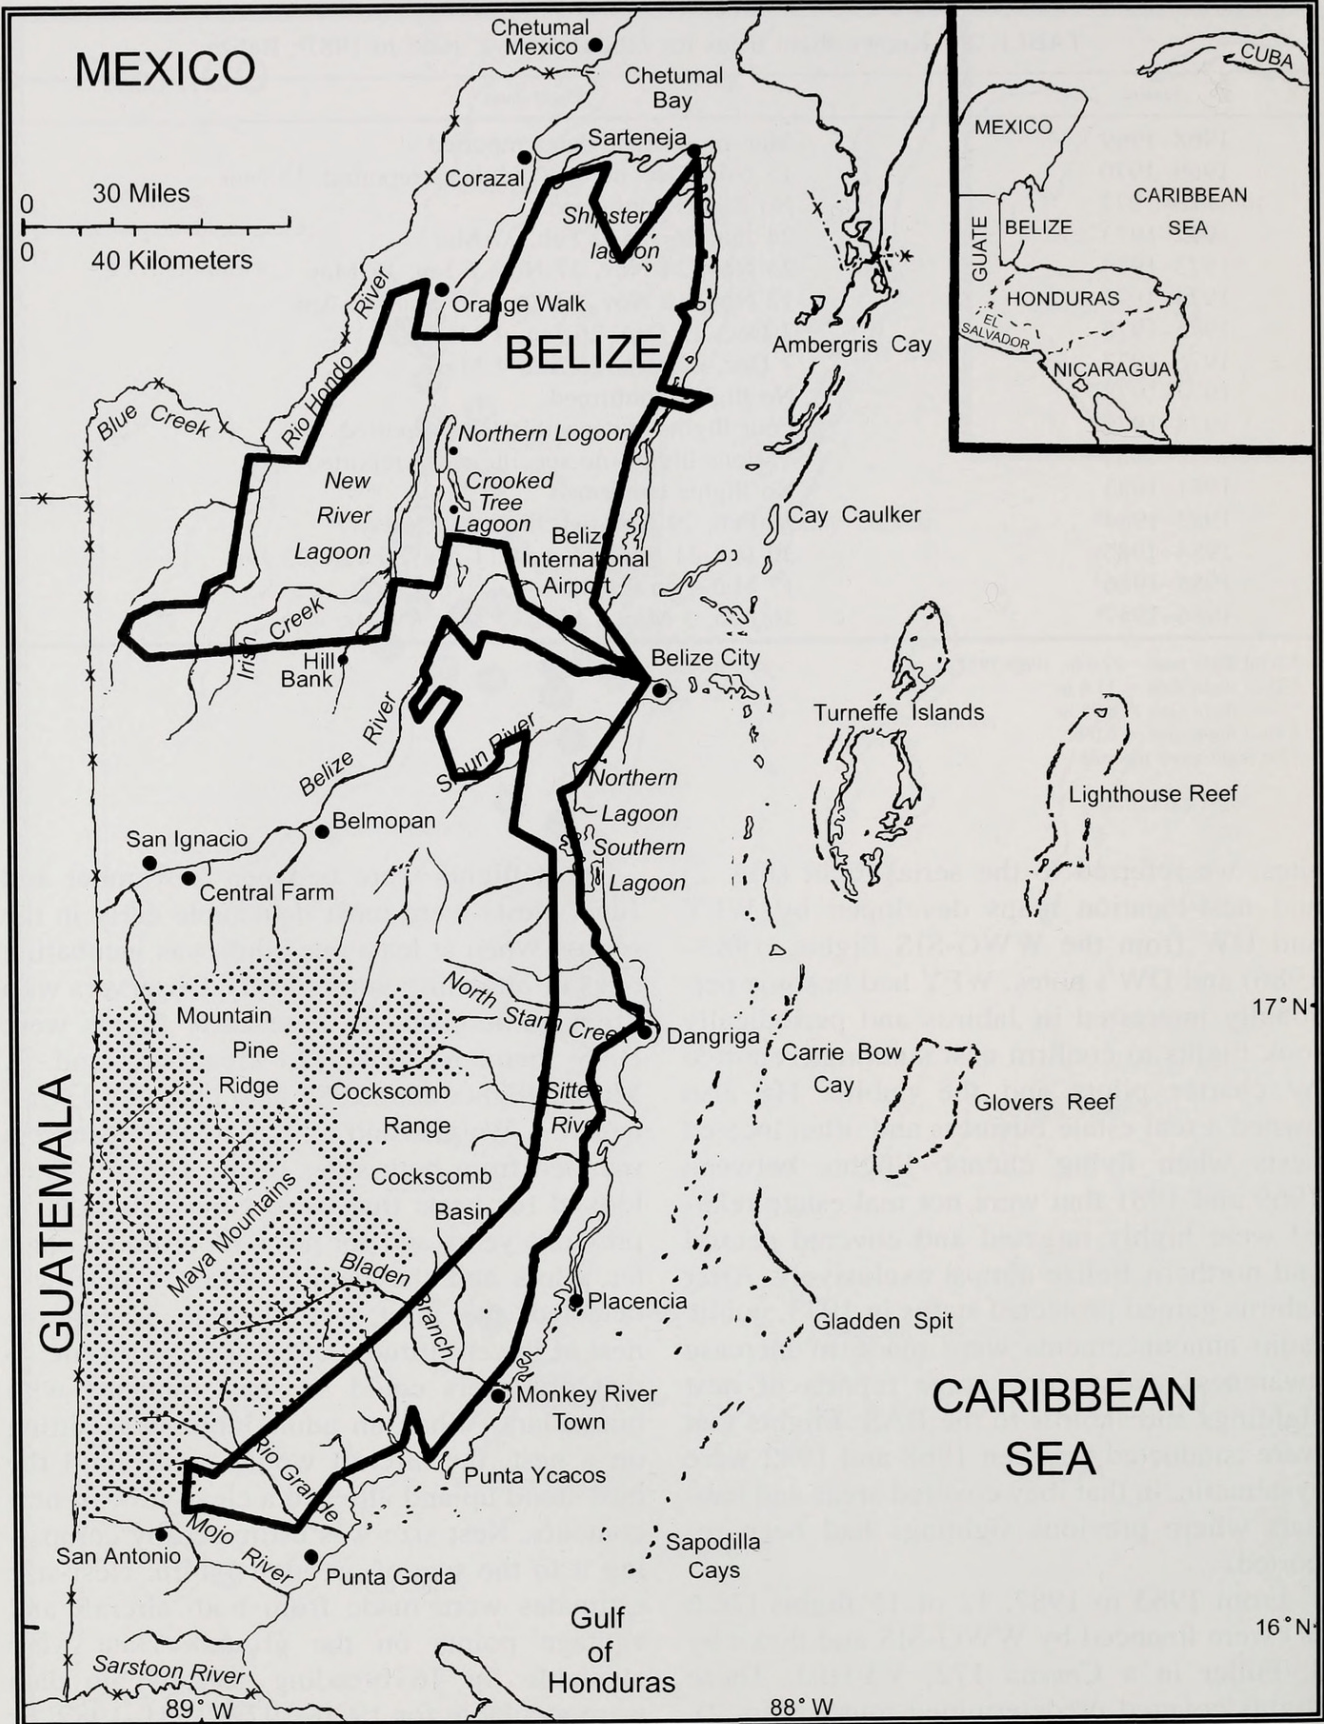 Chetumal
Mexico
MEXICO
Chetumal
Bay
Sarteneja
Corazal
0
30 Miles
0
40 Kilometers
Shipstern
lagoon
CUBA
MEXICO
CARIBBEAN
SEA
GUATE
BELIZE
HONDURAS
EL
SALVADOR
NICARAGUA
Rio Hondo
River
Orange Walk
BELIZE
Ambergris Cay
Blue Creek
Northern Logoon
New
River
Lagoon
Crooked
Tree
Lagoon
Cay Caulker
Belize
International
Airport
Irish
Creek
Hill
Bank
Belize City
Belize River
Sibun River
Turneffe Islands
Northern
Lagoon
Lighthouse Reef
Belmopan
San Ignacio
Central Farm
Southern
Lagoon
North
Stann Creek
17°N
Mountain
Pine
Ridge
Dangriga
Carrie Bow
Cay
Cockscomb
Range
Sittee
River
Glovers Reef
GUATEMALA
Maya Mountains
Cockscomb
Basin
Bladen
Branch
Placencia
Gladden Spit
Monkey River
Town
CARIBBEAN
SEA
Rio Grande
Punta Ycacos
Mojo River
San Antonio
Punta Gorda
Sapodilla
Cays
Gulf
of
Honduras
16°N
Sarstoon River
89° W
88° W